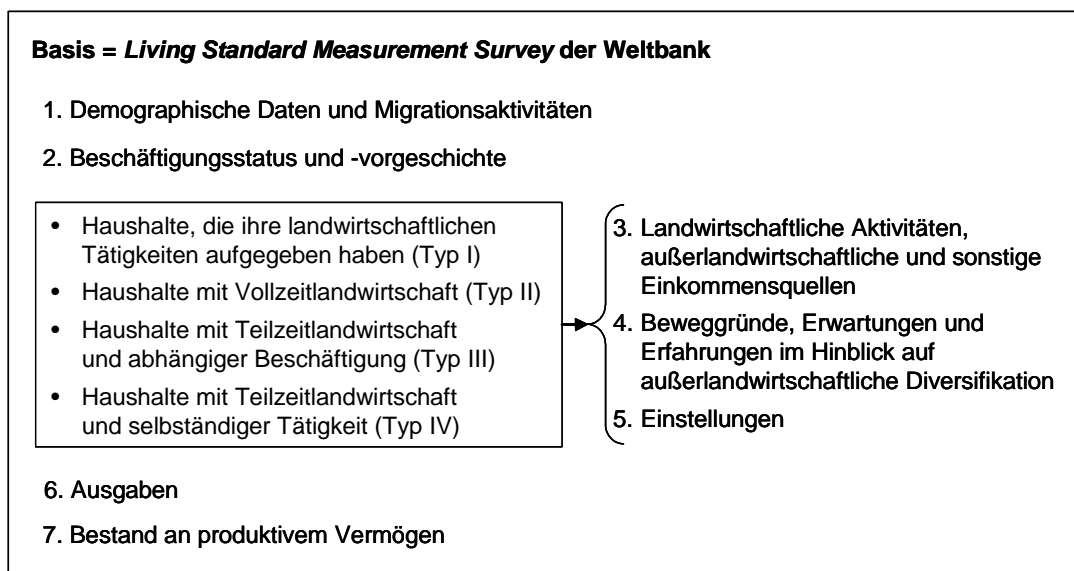 Basis = Living Standard Measurement Survey der Weltbank
1. Demographische Daten und Migrationsaktivitäten
2. Beschäftigungsstatus und -vorgeschichte
• Haushalte, die ihre landwirtschaftlichen
Tätigkeiten aufgegeben haben (Typ I)
• Haushalte mit Vollzeitlandwirtschaft (Typ II)
• Haushalte mit Teilzeitlandwirtschaft
und abhängiger Beschäftigung (Typ III)
• Haushalte mit Teilzeitlandwirtschaft
und selbständiger Tätigkeit (Typ IV)
3. Landwirtschaftliche Aktivitäten,
außerlandwirtschaftliche und sonstige
Einkommensquellen
4. Beweggründe, Erwartungen und
Erfahrungen im Hinblick auf
außerlandwirtschaftliche Diversifikation
5. Einstellungen
6. Ausgaben
7. Bestand an produktivem Vermögen